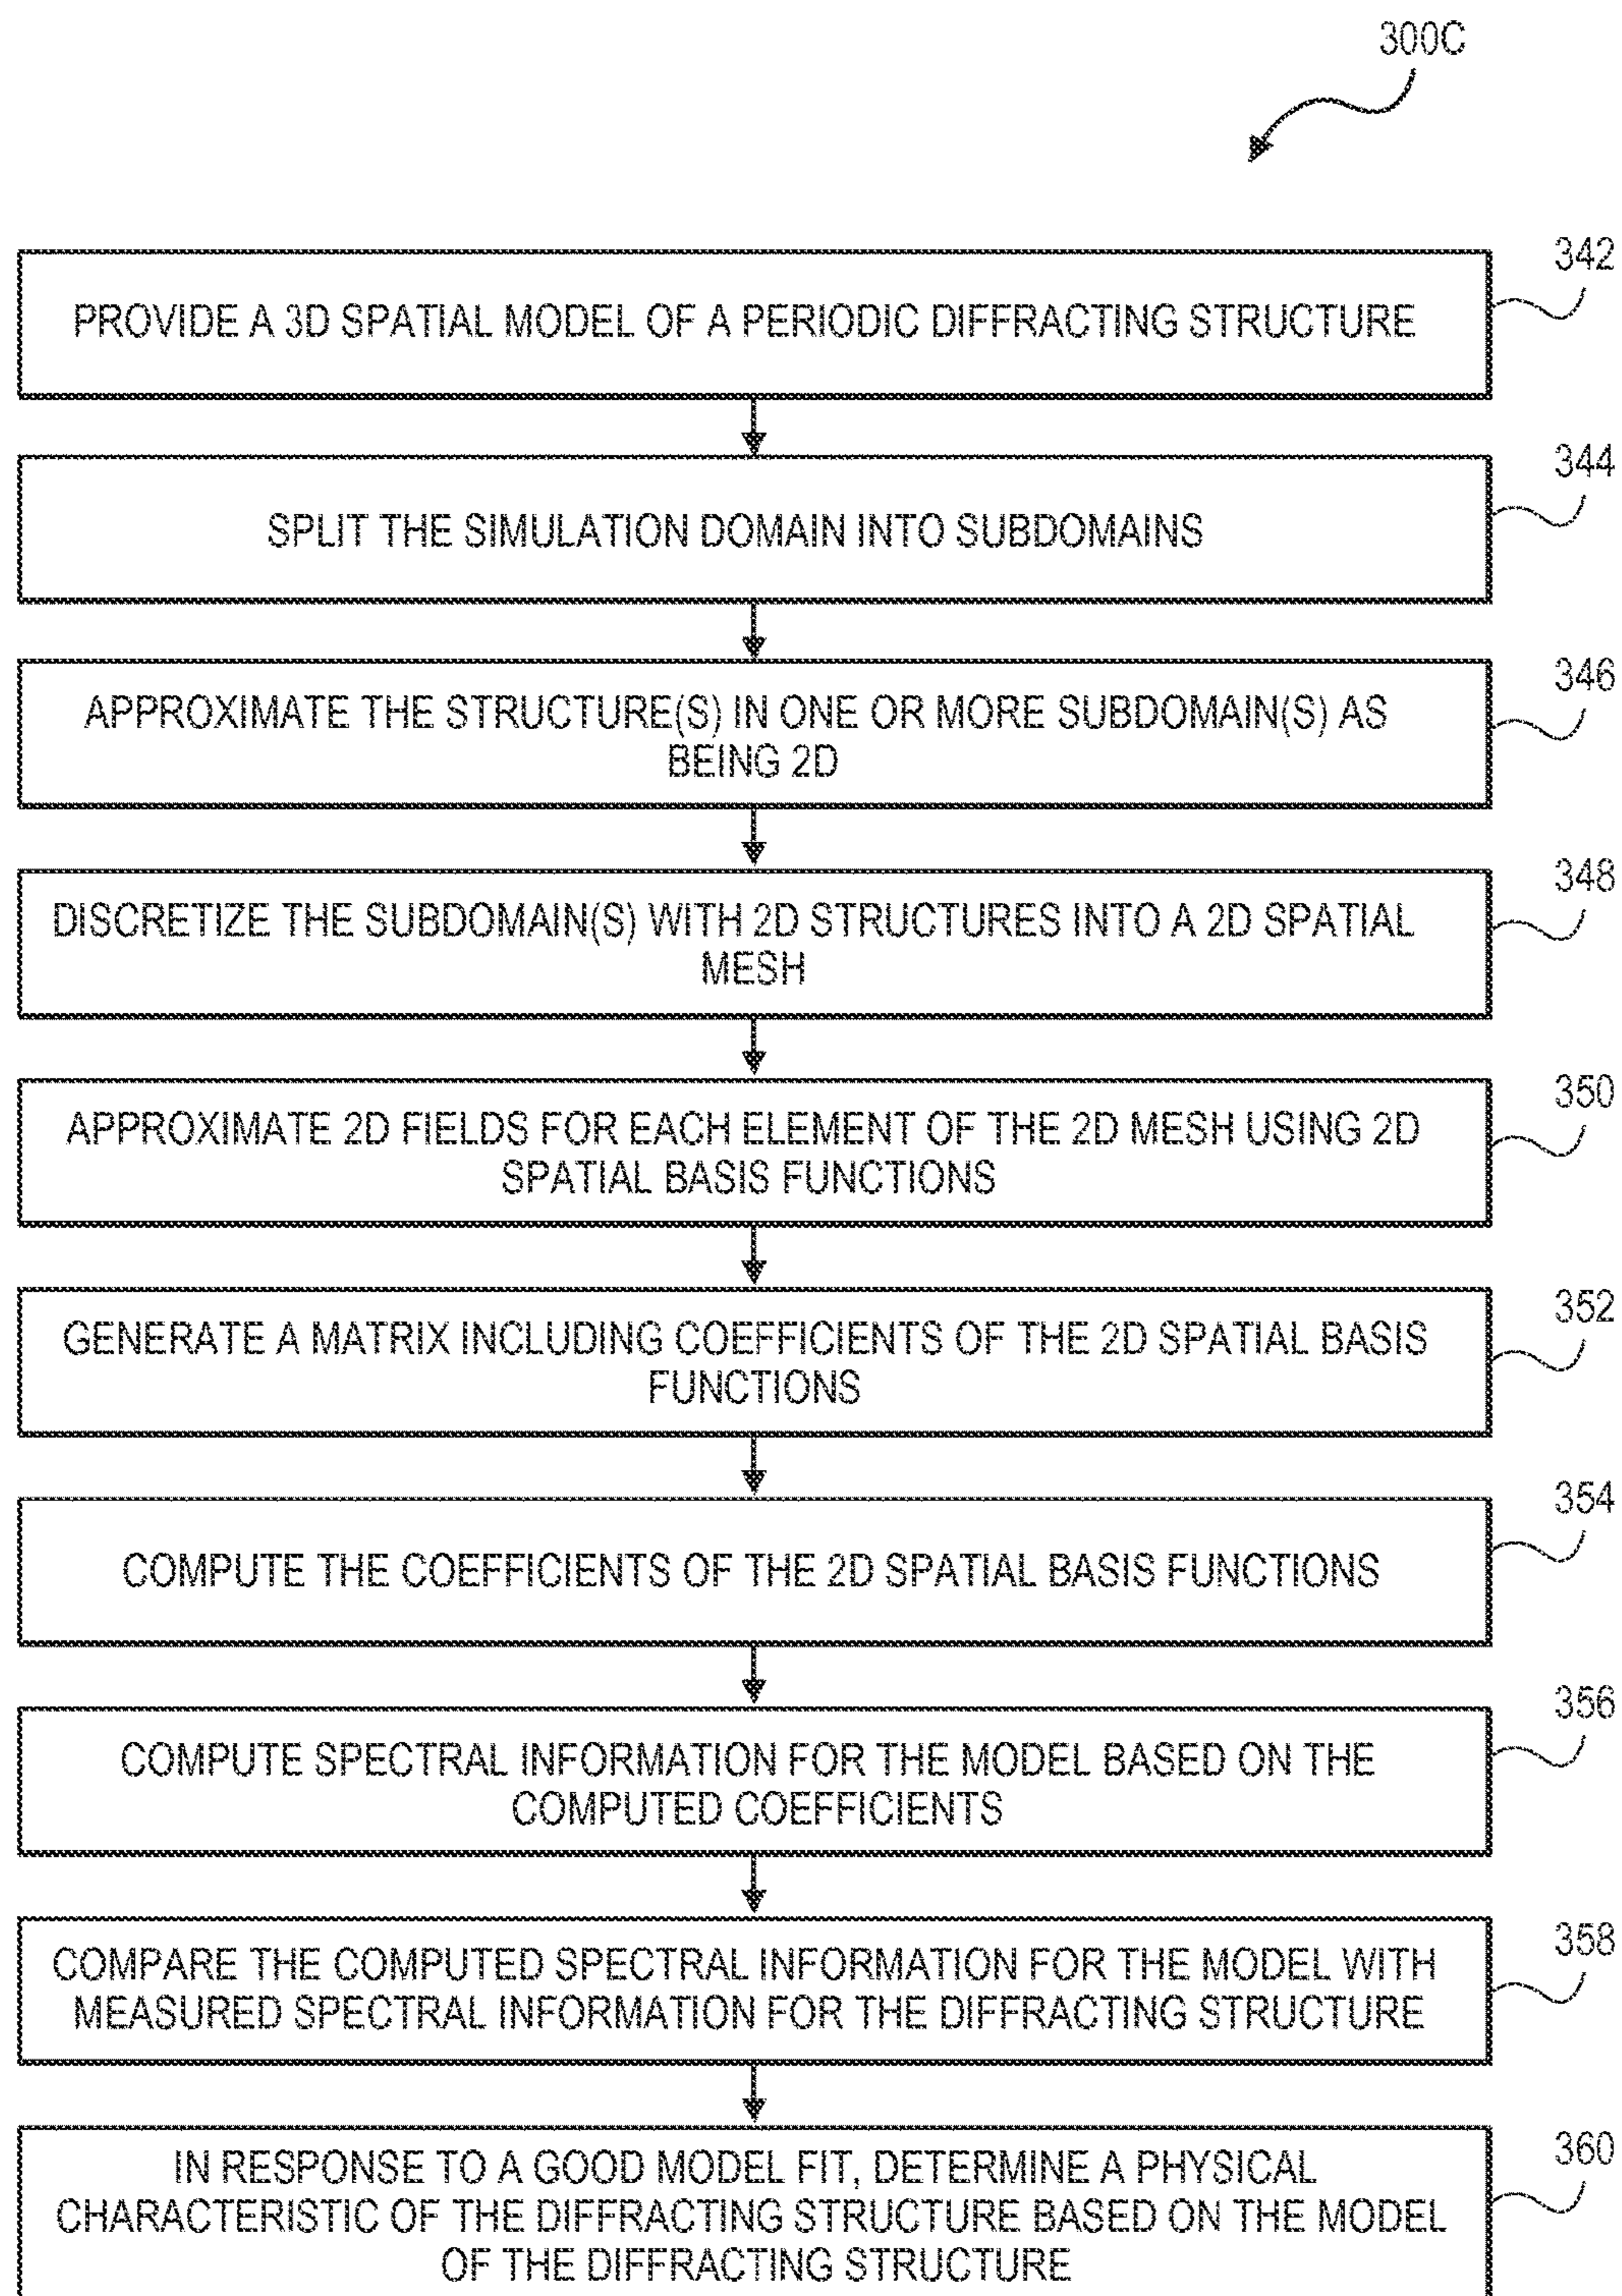 300C
342
PROVIDE A 3D SPATIAL MODEL OF A PERIODIC DIFFRACTING STRUCTURE
344
SPLIT THE SIMULATION DOMAIN INTO SUBDOMAINS
346
APPROXIMATE THE STRUCTURE(S) IN ONE OR MORE SUBDOMAIN(S) AS
BEING 2D
348
DISCRETIZE THE SUBDOMAIN(S) WITH 2D STRUCTURES INTO A 2D SPATIAL
MESH
350
APPROXIMATE 2D FIELDS FOR EACH ELEMENT OF THE 2D MESH USING 2D
SPATIAL BASIS FUNCTIONS
352
GENERATE A MATRIX INCLUDING COEFFICIENTS OF THE 2D SPATIAL BASIS
FUNCTIONS
354
COMPUTE THE COEFFICIENTS OF THE 2D SPATIAL BASIS FUNCTIONS
356
COMPUTE SPECTRAL INFORMATION FOR THE MODEL BASED ON THE
COMPUTED COEFFICIENTS
358
COMPARE THE COMPUTED SPECTRAL INFORMATION FOR THE MODEL WITH
MEASURED SPECTRAL INFORMATION FOR THE DIFFRACTING STRUCTURE
360
IN RESPONSE TO A GOOD MODEL FIT, DETERMINE A PHYSICAL
CHARACTERISTIC OF THE DIFFRACTING STRUCTURE BASED ON THE MODEL
OF THE DIFFRACTING STRUCTURE